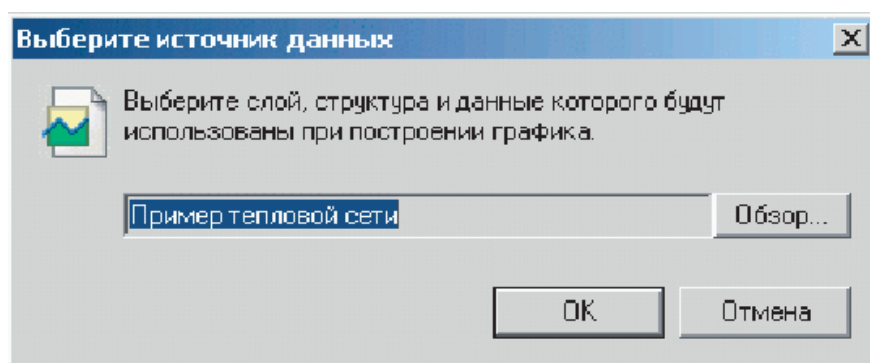 Выберите источник данных
Выберите слой, структура и данные которого будут
использованы при построении графика.
Пример тепловой сети
Обзор...
OK
Отмена